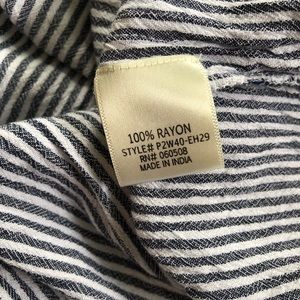 100% RAYON
STYLE# P2W40-EH29
RN# 060508
MADE IN INDIA